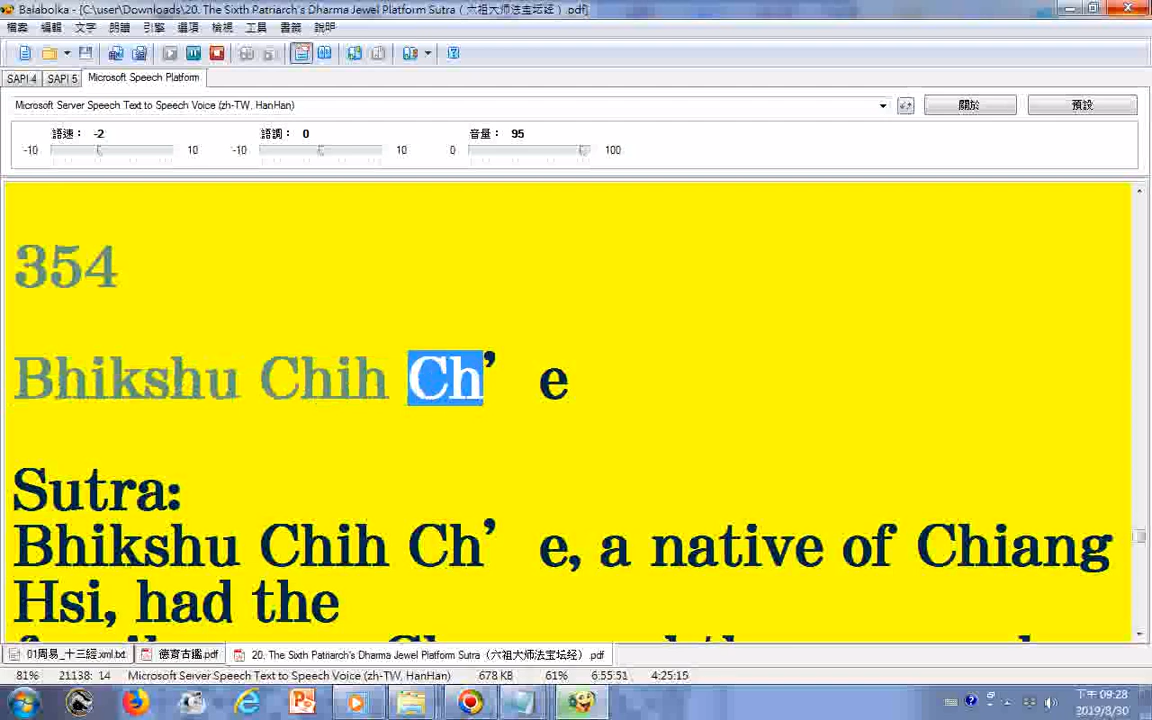 Balabolka - [C:\user\Downloads\20. The Sixth Patriarch's Dharma Jewel Platform Sutra（六祖大师法宝坛经）.pdf]
檔案 編輯 文字 朗讀 引擎 選項 檢視 工具 書籤 說明
SAPI 4 SAPI 5 Microsoft Speech Platform
Microsoft Server Speech Text to Speech Voice (zh-TW, HanHan) 關於 預設
語速： -2 語調： 0 音量： 95
-10 10 -10 10 0 100
354
Bhikshu Chih Ch’ e
Sutra:
Bhikshu Chih Ch’ e, a native of Chiang
Hsi, had the
01周易_十三經.xml.txt 德育古鑑.pdf 20. The Sixth Patriarch's Dharma Jewel Platform Sutra（六祖大师法宝坛经）.pdf
81% 21138: 14 Microsoft Server Speech Text to Speech Voice (zh-TW, HanHan) 678 KB 61% 6:55:51 4:25:15
下午 09:28
2019/8/30